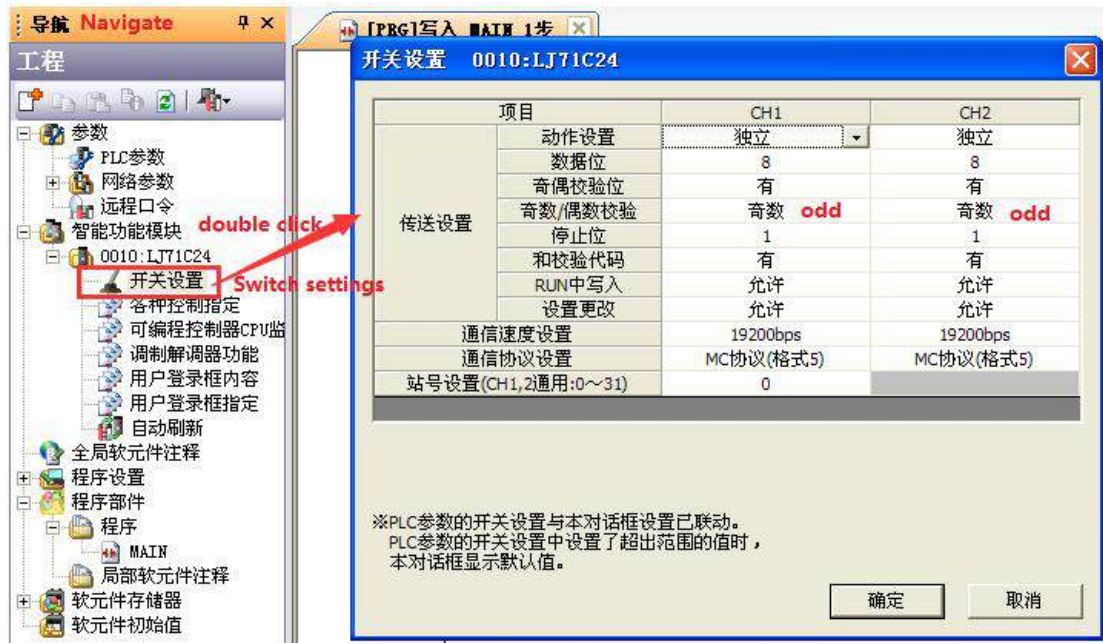 导航 Navigate
工程
参数
PLC参数
网络参数
远程口令
智能功能模块
double click
0010:LJ71C24
开关设置
Switch settings
各种控制指定
可编程控制器CPU监
调制解调器功能
用户登录框内容
用户登录框指定
自动刷新
全局软元件注释
程序设置
程序部件
程序
MAIN
局部软元件注释
软元件存储器
软元件初始值
[PRG]写入 MAIN 1步
开关设置 0010:LJ71C24
项目 CH1 CH2
传送设置
动作设置 独立 独立
数据位 8 8
奇偶校验位 有 有
奇数/偶数校验 奇数 odd 奇数 odd
停止位 1 1
和校验代码 有 有
RUN中写入 允许 允许
设置更改 允许 允许
通信速度设置 19200bps 19200bps
通信协议设置 MC协议(格式5) MC协议(格式5)
站号设置(CH1,2通用:0～31) 0
※PLC参数的开关设置与本对话框设置已联动。
PLC参数的开关设置中设置了超出范围的值时，
本对话框显示默认值。
确定 取消